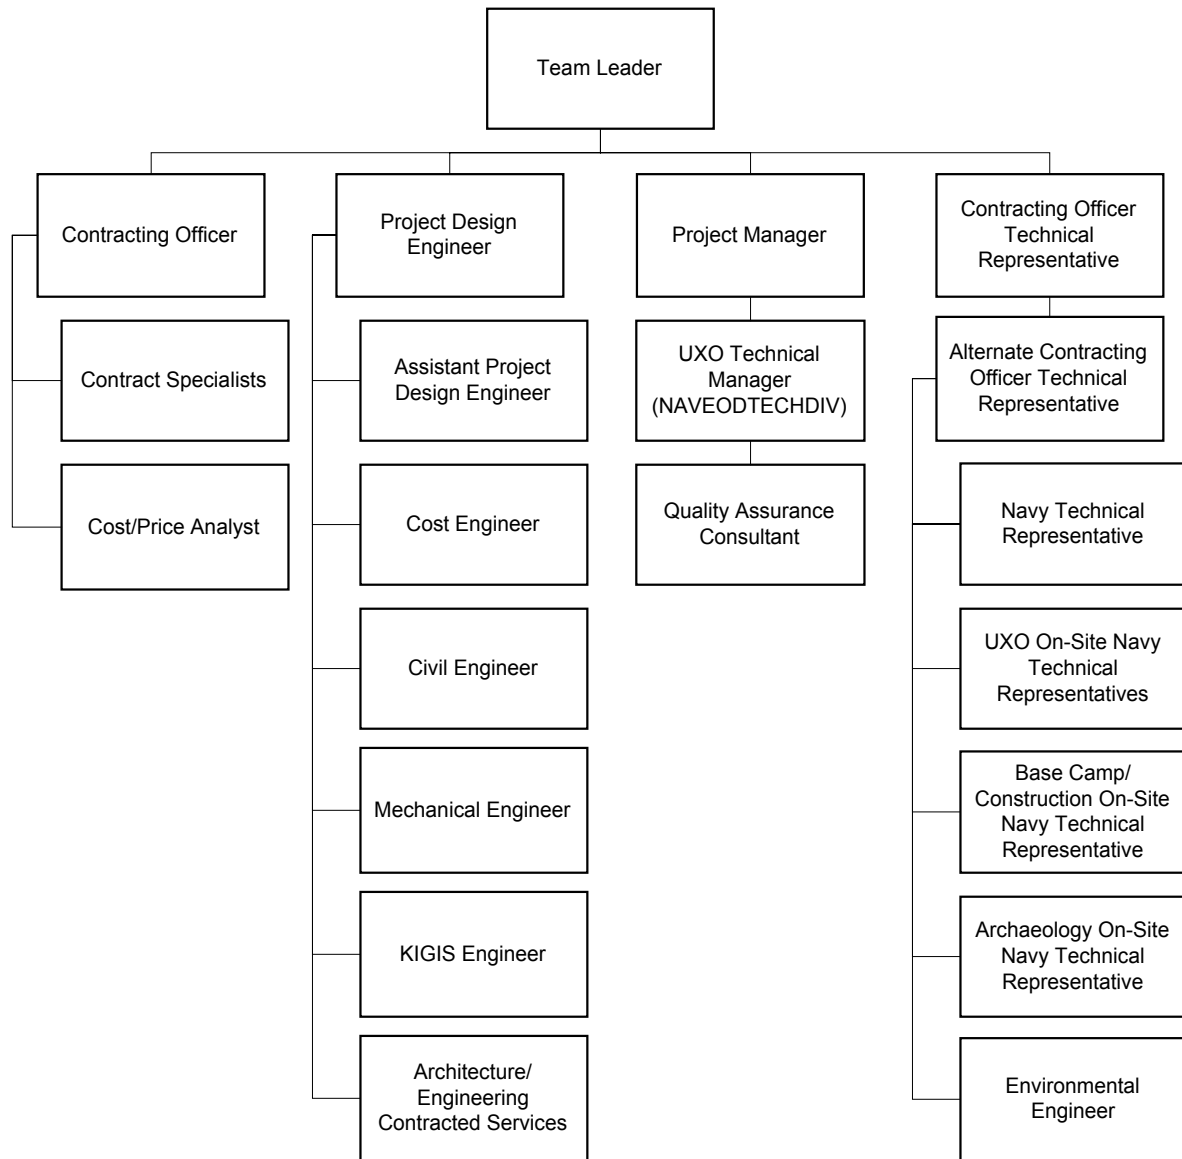 Team Leader
Contracting Officer
Project Design
Engineer
Project Manager
Contracting Officer
Technical
Representative
Contract Specialists
Cost/Price Analyst
Assistant Project
Design Engineer
Cost Engineer
Civil Engineer
Mechanical Engineer
KIGIS Engineer
Architecture/
Engineering
Contracted Services
UXO Technical
Manager
(NAVEODTECHDIV)
Quality Assurance
Consultant
Alternate Contracting
Officer Technical
Representative
Navy Technical
Representative
UXO On-Site Navy
Technical
Representatives
Base Camp/
Construction On-Site
Navy Technical
Representative
Archaeology On-Site
Navy Technical
Representative
Environmental
Engineer